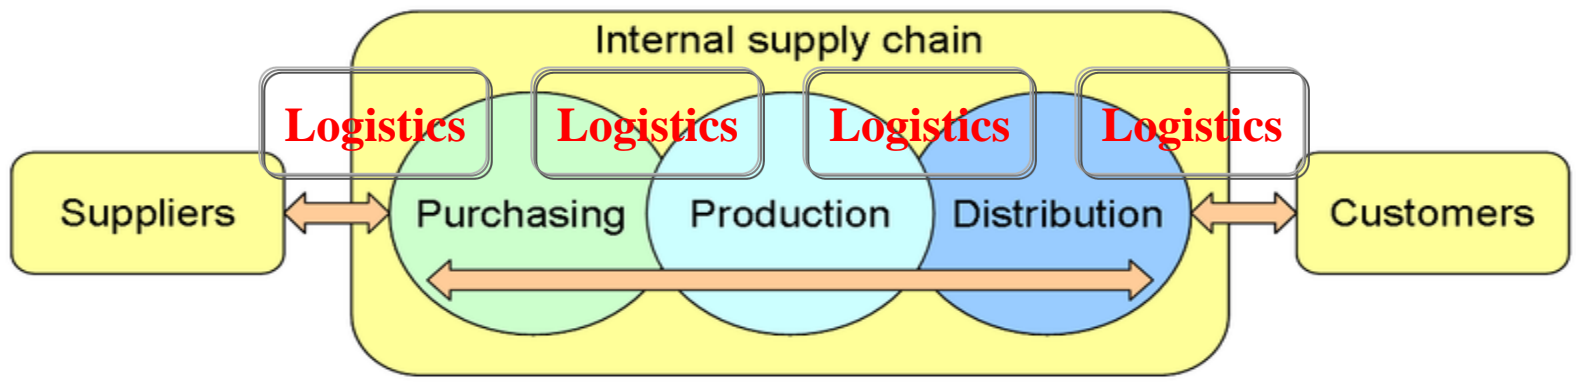 Internal supply chain
Logistics Logistics Logistics Logistics
Suppliers Purchasing Production Distribution Customers